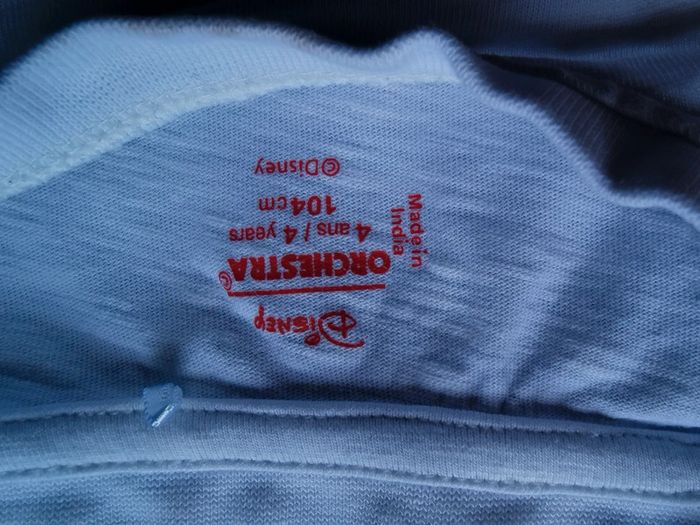 Disney
ORCHESTRA©
4 ans / 4 years
104 cm
©Disney
Made in
India